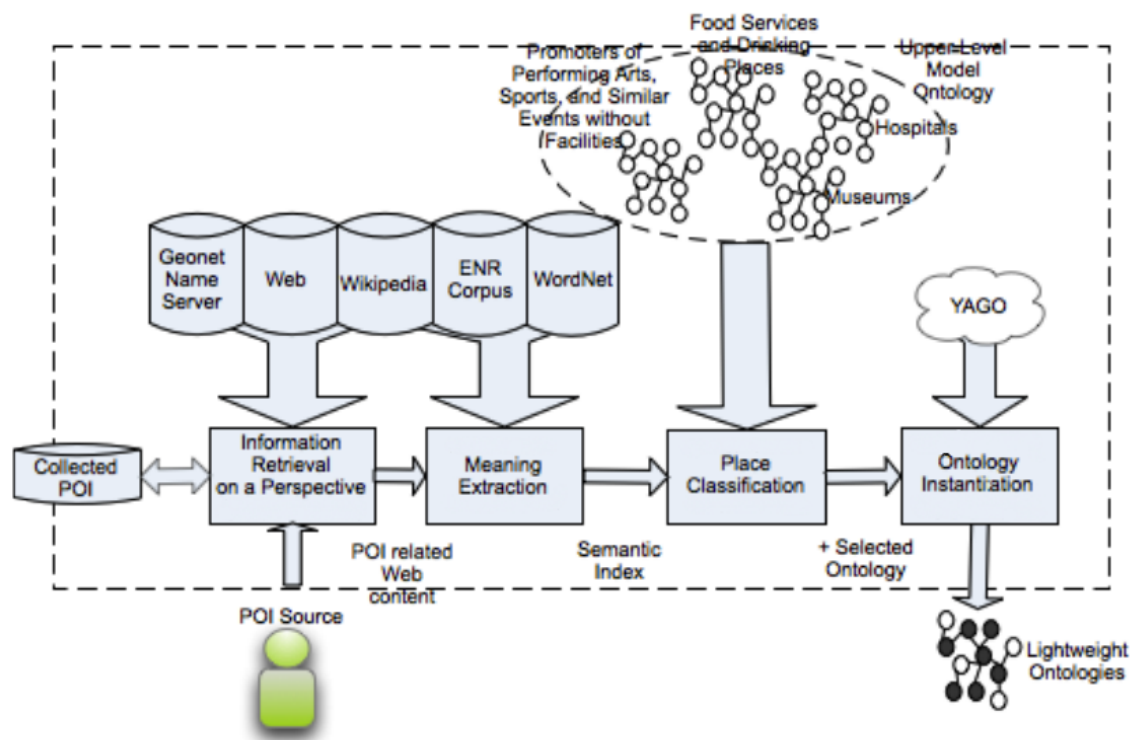 Food Services
and Drinking
Places
Promoters of
Performing Arts,
Sports, and Similar
Events without
Facilities
Upper-Level
Model
Ontology
Hospitals
Museums
Geonet
Name
Server
Web
Wikipedia
ENR
Corpus
WordNet
YAGO
Collected
POI
Information
Retrieval
on a Perspective
Meaning
Extraction
Place
Classification
Ontology
Instantiation
POI related
Web
content
Semantic
Index
+ Selected
Ontology
POI Source
Lightweight
Ontologies